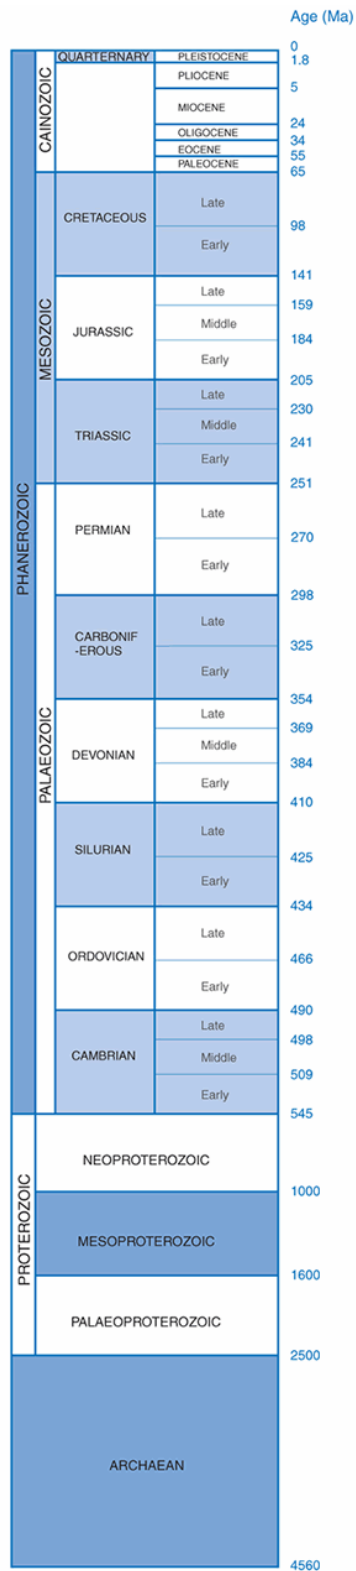 Age (Ma)
0
QUARTERNARY
PLEISTOCENE
1.8
PLIOCENE
5
MIOCENE
24
OLIGOCENE
34
EOCENE
55
PALEOCENE
65
CAINOZOIC
CRETACEOUS
Late
98
Early
141
JURASSIC
Late
159
Middle
184
Early
205
TRIASSIC
Late
230
Middle
241
Early
251
MESOZOIC
PERMIAN
Late
270
Early
298
CARBONIF
-EROUS
Late
325
Early
354
DEVONIAN
Late
369
Middle
384
Early
410
SILURIAN
Late
425
Early
434
ORDOVICIAN
Late
466
Early
490
CAMBRIAN
Late
498
Middle
509
Early
545
PALAEOZOIC
PHANEROZOIC
NEOPROTEROZOIC
1000
MESOPROTEROZOIC
1600
PALAEOPROTEROZOIC
2500
PROTEROZOIC
ARCHAEAN
4560